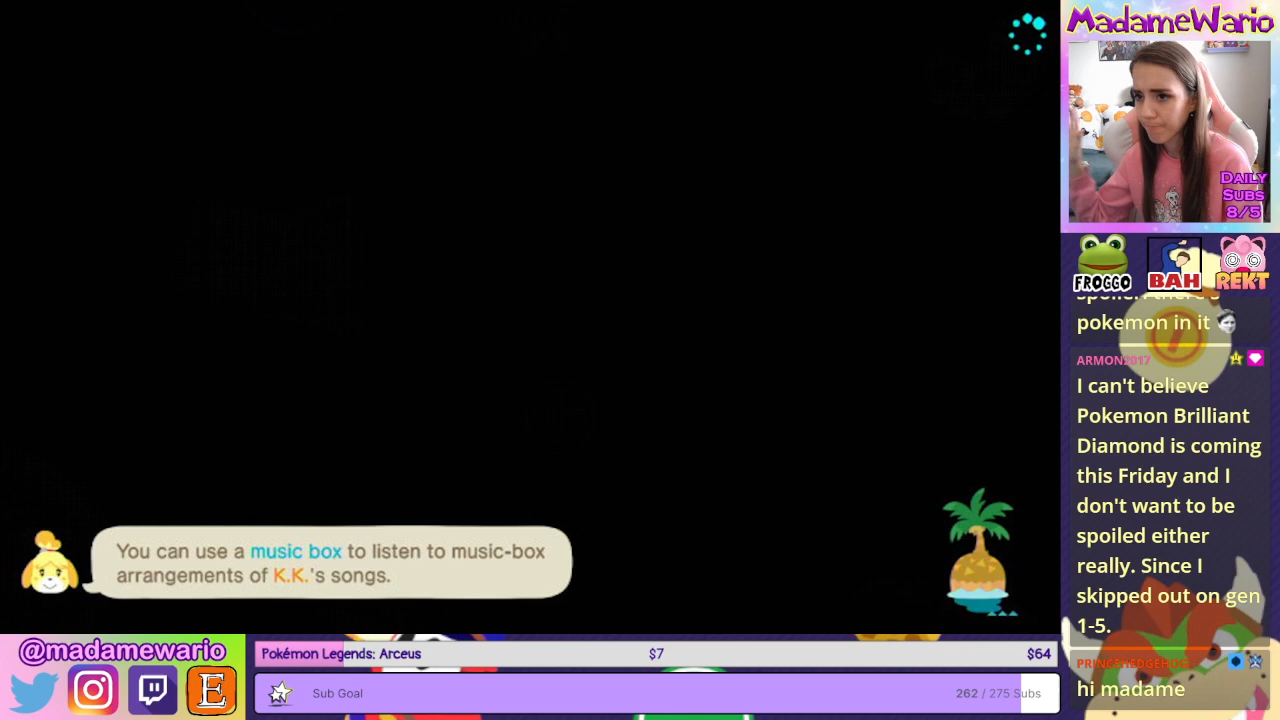 MadameWario
Daily
Subs
8/5
FROGGO
BAH
REKT
pokemon in it
ARMON2017
I can't believe
Pokemon Brilliant
Diamond is coming
this Friday and I
don't want to be
spoiled either
really. Since I
skipped out on gen
1-5.
PRINCEHEDGEHOG
hi madame
You can use a music box to listen to music-box
arrangements of K.K.'s songs.
@madamewario
E
Pokémon Legends: Arceus $7 $64
Sub Goal 262 / 275 Subs